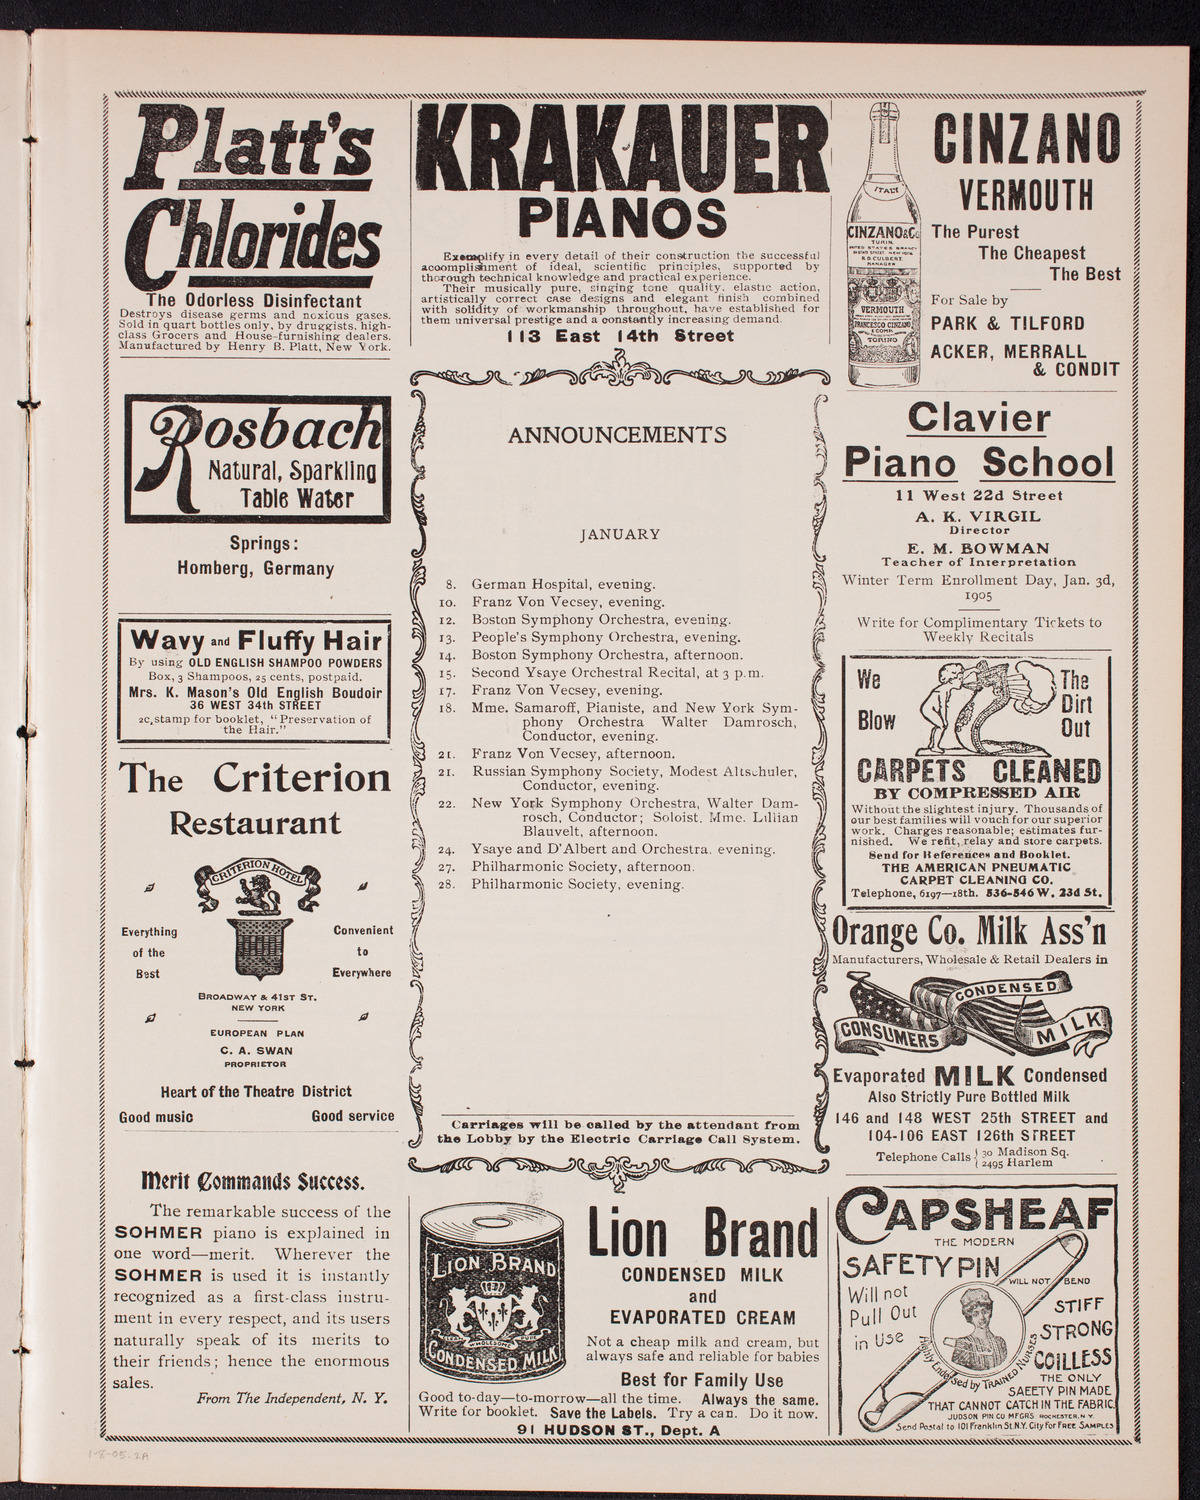 Platt's
Chlorides
The Odorless Disinfectant
Destroys disease germs and noxious gases.
Sold in quart bottles only, by druggists, high-
class Grocers and House-furnishing dealers.
Manufactured by Henry B. Platt, New York.
KRAKAUER
PIANOS
Exemplify in every detail of their construction the successful
accomplishment of ideal, scientific principles, supported by
thorough technical knowledge and practical experience.
Their musically pure, singing tone quality, elastic action,
artistically correct case designs and elegant finish combined
with solidity of workmanship throughout, have established for
them universal prestige and a constantly increasing demand.
113 East 14th Street
ITALY
CINZANO & Co
TURIN
R.G. CULBERT
MANAGER
VERMOUTH
FRANCESCO CINZANO
& COMP.
TORINO
CINZANO
VERMOUTH
The Purest
The Cheapest
The Best
For Sale by
PARK & TILFORD
ACKER, MERRALL
& CONDIT
Rosbach
Natural, Sparkling
Table Water
Springs:
Homberg, Germany
Wavy and Fluffy Hair
By using OLD ENGLISH SHAMPOO POWDERS
Box, 3 Shampoos, 25 cents, postpaid.
Mrs. K. Mason's Old English Boudoir
36 WEST 34th STREET
2c. stamp for booklet, "Preservation of
the Hair."
The Criterion
Restaurant
CRITERION HOTEL
Everything
of the
Best
Convenient
to
Everywhere
BROADWAY & 41ST ST.
NEW YORK
EUROPEAN PLAN
C. A. SWAN
PROPRIETOR
Heart of the Theatre District
Good music Good service
Merit Commands Success.
The remarkable success of the
SOHMER piano is explained in
one word—merit. Wherever the
SOHMER is used it is instantly
recognized as a first-class instru-
ment in every respect, and its users
naturally speak of its merits to
their friends; hence the enormous
sales.
From The Independent, N. Y.
ANNOUNCEMENTS
JANUARY
8. German Hospital, evening.
10. Franz Von Vecsey, evening.
12. Boston Symphony Orchestra, evening.
13. People's Symphony Orchestra, evening.
14. Boston Symphony Orchestra, afternoon.
15. Second Ysaye Orchestral Recital, at 3 p.m.
17. Franz Von Vecsey, evening.
18. Mme. Samaroff, Pianiste, and New York Sym-
phony Orchestra Walter Damrosch,
Conductor, evening.
21. Franz Von Vecsey, afternoon.
21. Russian Symphony Society, Modest Altschuler,
Conductor, evening.
22. New York Symphony Orchestra, Walter Dam-
rosch, Conductor; Soloist, Mme. Lillian
Blauvelt, afternoon.
24. Ysaye and D'Albert and Orchestra, evening.
27. Philharmonic Society, afternoon.
28. Philharmonic Society, evening.
Carriages will be called by the attendant from
the Lobby by the Electric Carriage Call System.
LION BRAND
WHOLESOME PURE
CONDENSED MILK
Lion Brand
CONDENSED MILK
and
EVAPORATED CREAM
Not a cheap milk and cream, but
always safe and reliable for babies
Best for Family Use
Good to-day—to-morrow—all the time. Always the same.
Write for booklet. Save the Labels. Try a can. Do it now.
91 HUDSON ST., Dept. A
Clavier
Piano School
11 West 22d Street
A. K. VIRGIL
Director
E. M. BOWMAN
Teacher of Interpretation
Winter Term Enrollment Day, Jan. 3d,
1905
Write for Complimentary Tickets to
Weekly Recitals
We
Blow
The
Dirt
Out
CARPETS CLEANED
BY COMPRESSED AIR
Without the slightest injury. Thousands of
our best families will vouch for our superior
work. Charges reasonable; estimates fur-
nished. We refit, relay and store carpets.
Send for References and Booklet.
THE AMERICAN PNEUMATIC
CARPET CLEANING CO.
Telephone, 6197—18th. 536-546 W. 23d St.
Orange Co. Milk Ass'n
Manufacturers, Wholesale & Retail Dealers in
CONDENSED
CONSUMERS MILK
Evaporated MILK Condensed
Also Strictly Pure Bottled Milk
146 and 148 WEST 25th STREET and
104-106 EAST 126th STREET
Telephone Calls { 30 Madison Sq.
{ 2495 Harlem
CAPSHEAF
THE MODERN
SAFETY PIN
WILL NOT BEND
Will not
Pull Out
in Use
STIFF
STRONG
COILLESS
Highly Endorsed by TRAINED NURSES
THE ONLY
SAFETY PIN MADE
THAT CANNOT CATCH IN THE FABRIC.
JUDSON PIN CO MFGRS ROCHESTER, N.Y.
Send Postal to 101 Franklin St. N.Y. City for FREE SAMPLES
1-8-05.2A